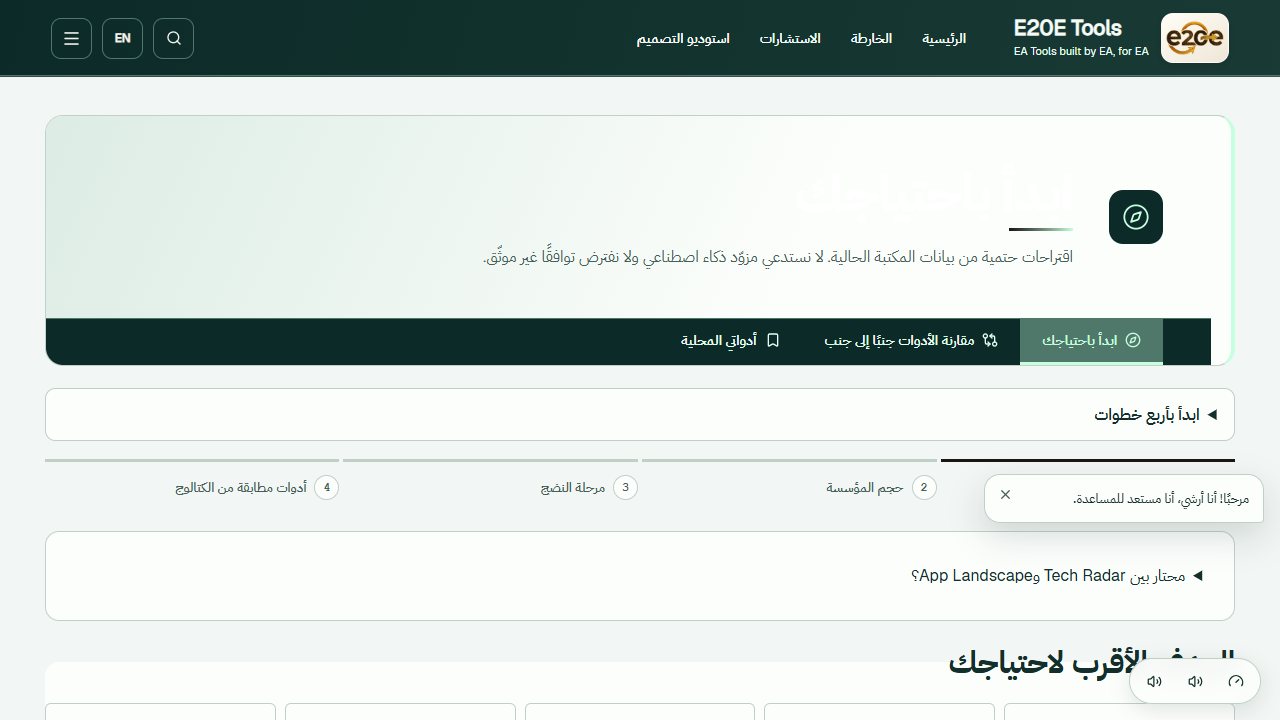 e2oe
E2OE Tools
EA Tools built by EA, for EA
الرئيسية
الخارطة
الاستشارات
استوديو التصميم
EN
ابدأ باحتياجك
اقتراحات حتمية من بيانات المكتبة الحالية. لا نستدعي مزوّد ذكاء اصطناعي ولا نفترض توافقًا غير موثّق.
ابدأ باحتياجك
مقارنة الأدوات جنبًا إلى جنب
أدواتي المحلية
ابدأ بأربع خطوات
2 حجم المؤسسة
3 مرحلة النضج
4 أدوات مطابقة من الكتالوج
مرحبًا! أنا أرشي، أنا مستعد للمساعدة.
محتار بين Tech Radar وApp Landscape؟
الأقرب لاحتياجك